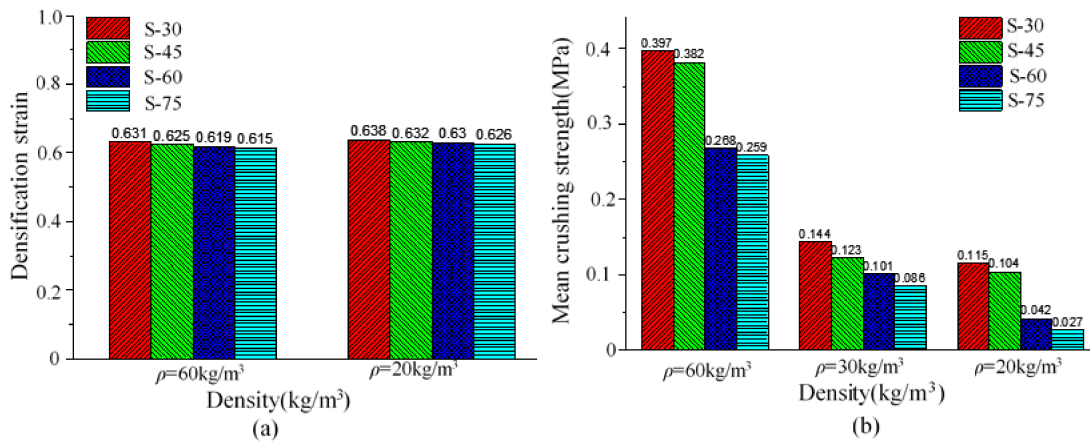 1.0
0.8
0.6
0.4
0.2
0
Densification strain
S-30
S-45
S-60
S-75
0.631
0.625
0.619
0.615
0.638
0.632
0.63
0.626
ρ=60kg/m³
ρ=20kg/m³
Density(kg/m³)
(a)
0.4
0.3
0.2
0.1
0
Mean crushing strength(MPa)
S-30
S-45
S-60
S-75
0.397
0.382
0.268
0.259
0.144
0.123
0.101
0.086
0.115
0.104
0.042
0.027
ρ=60kg/m³
ρ=30kg/m³
ρ=20kg/m³
Density(kg/m³)
(b)